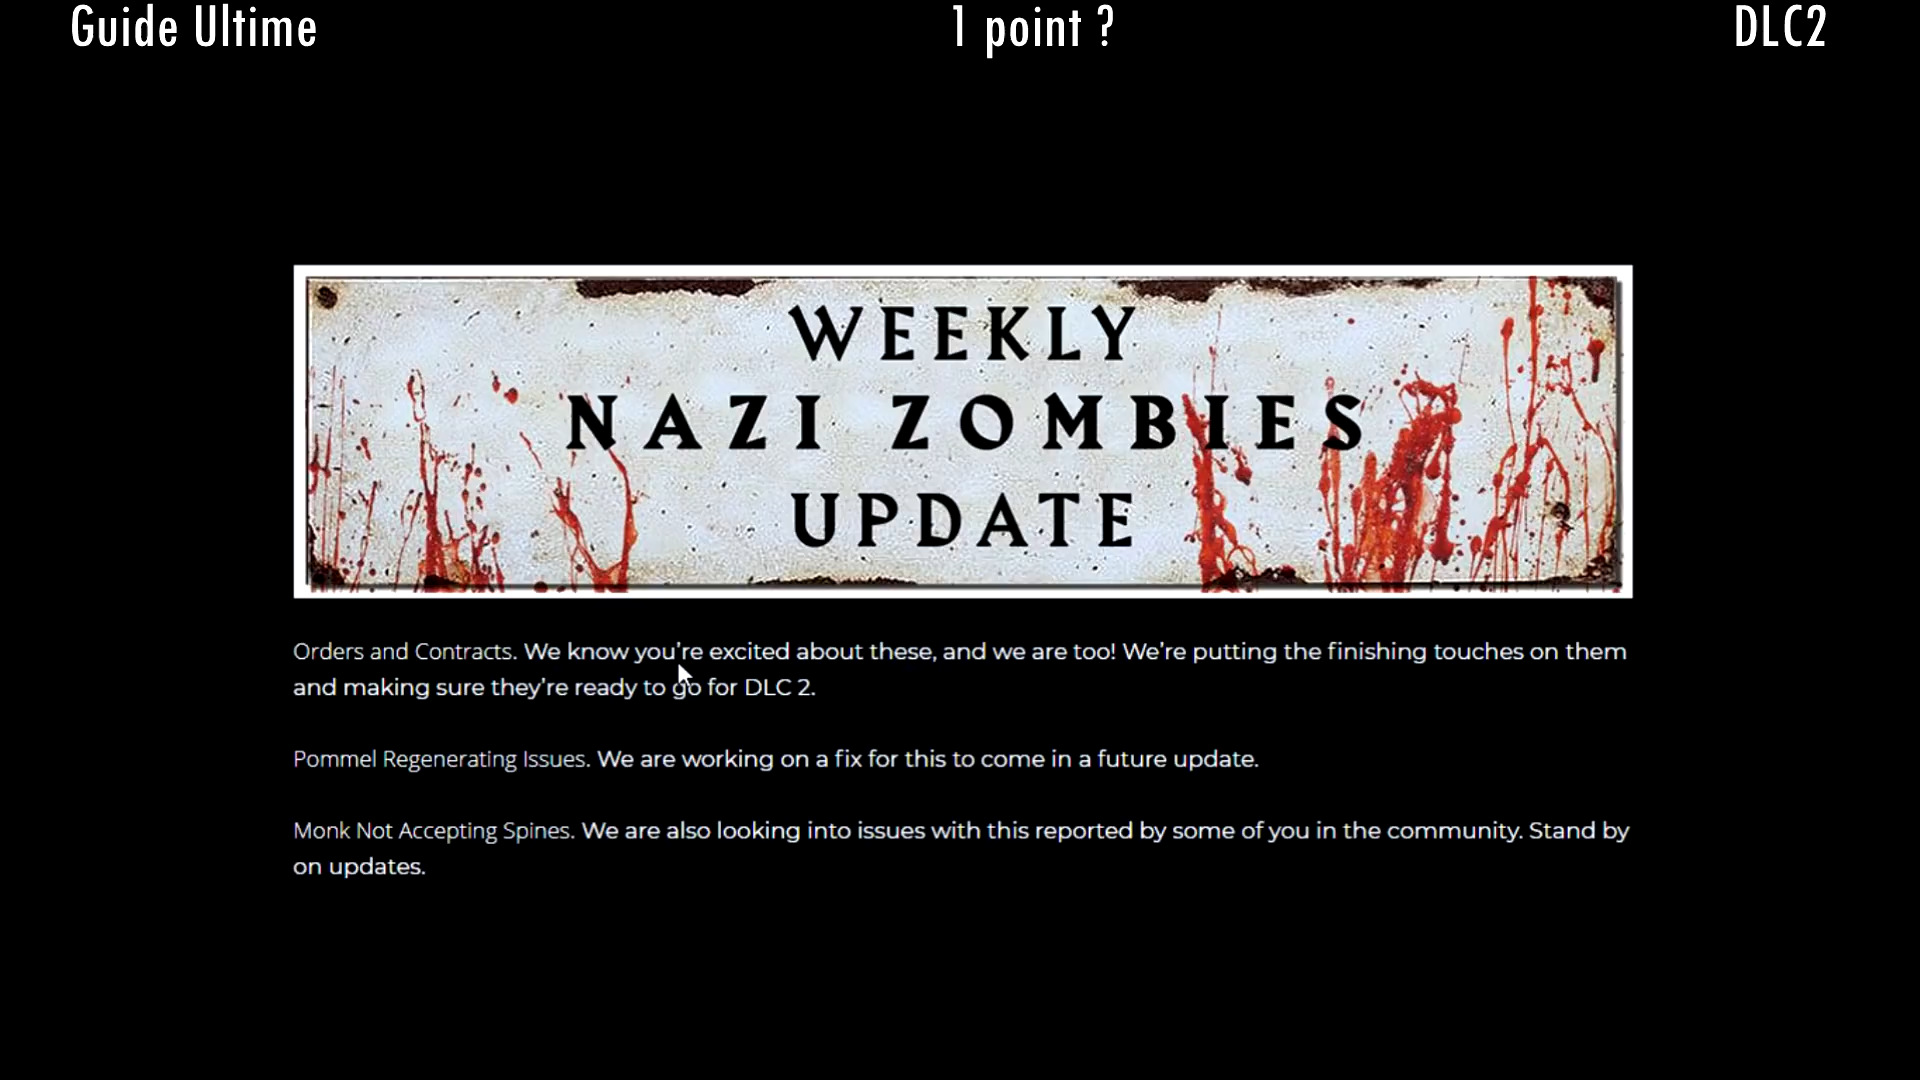 Guide Ultime
1 point ?
DLC2
WEEKLY
NAZI ZOMBIES
UPDATE
Orders and Contracts. We know you're excited about these, and we are too! We're putting the finishing touches on them
and making sure they're ready to go for DLC 2.
Pommel Regenerating Issues. We are working on a fix for this to come in a future update.
Monk Not Accepting Spines. We are also looking into issues with this reported by some of you in the community. Stand by
on updates.